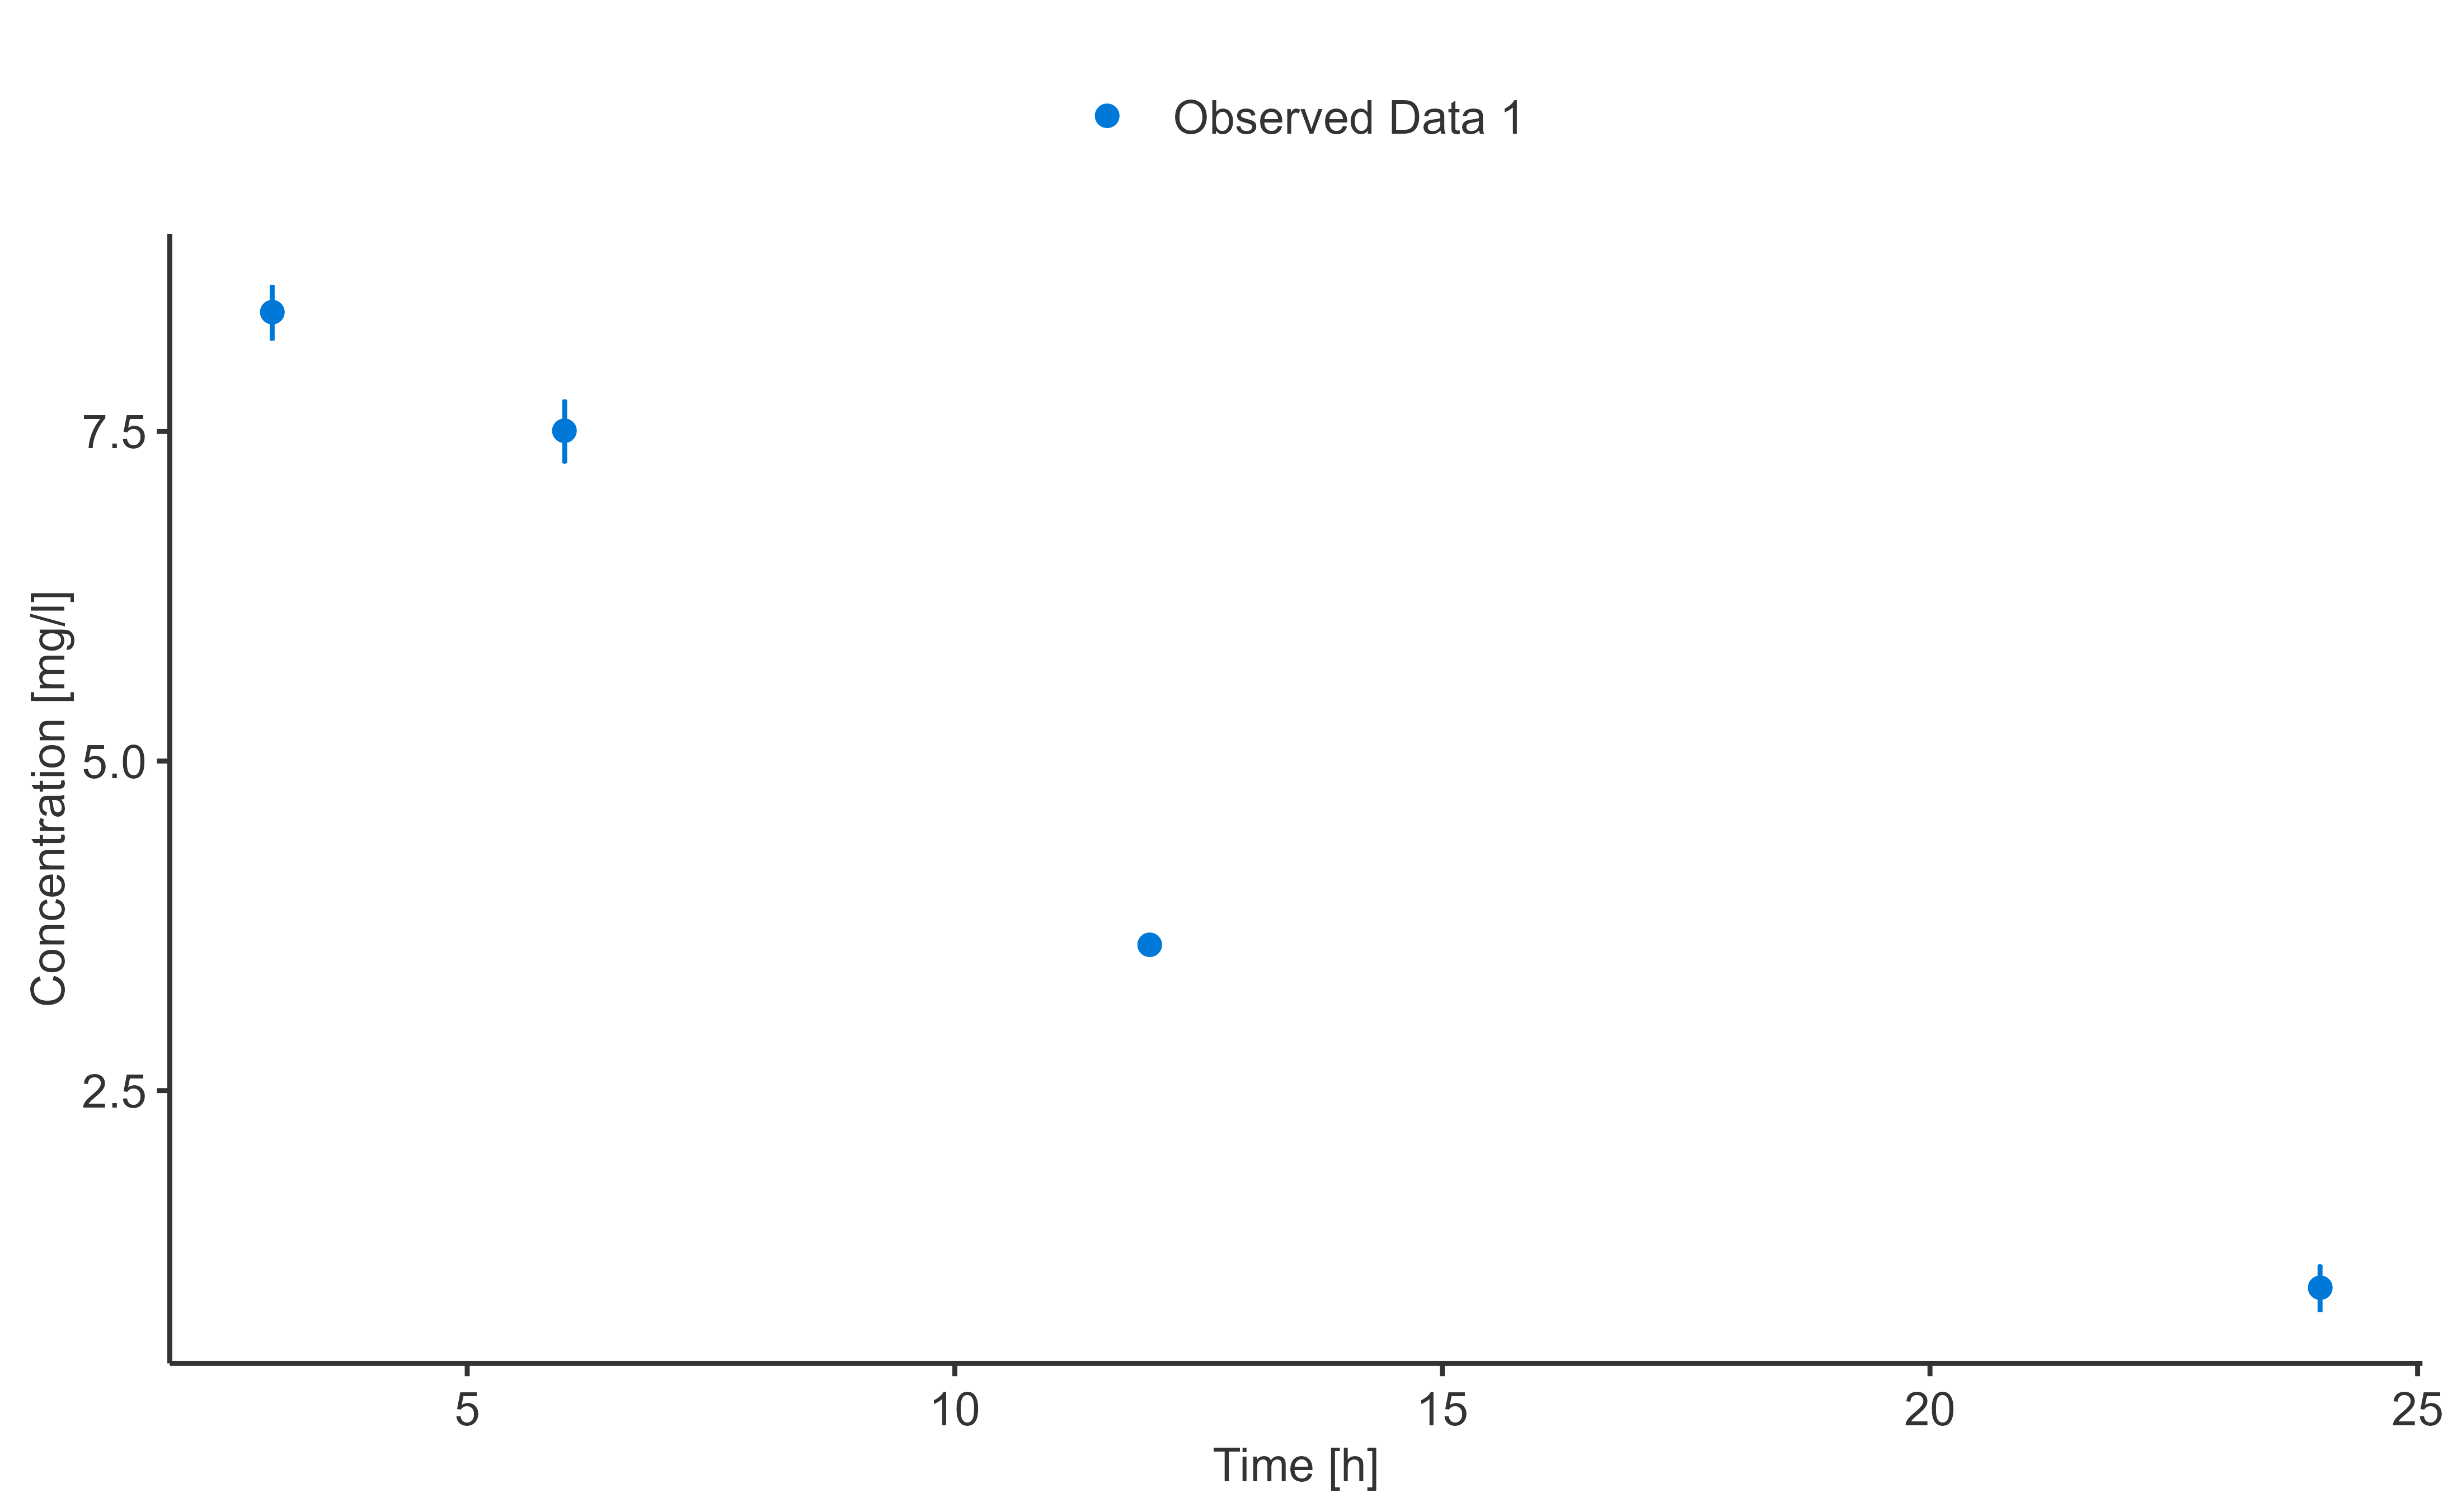 Observed Data 1
7.5
5.0
2.5
Concentration [mg/l]
5 10 15 20 25
Time [h]